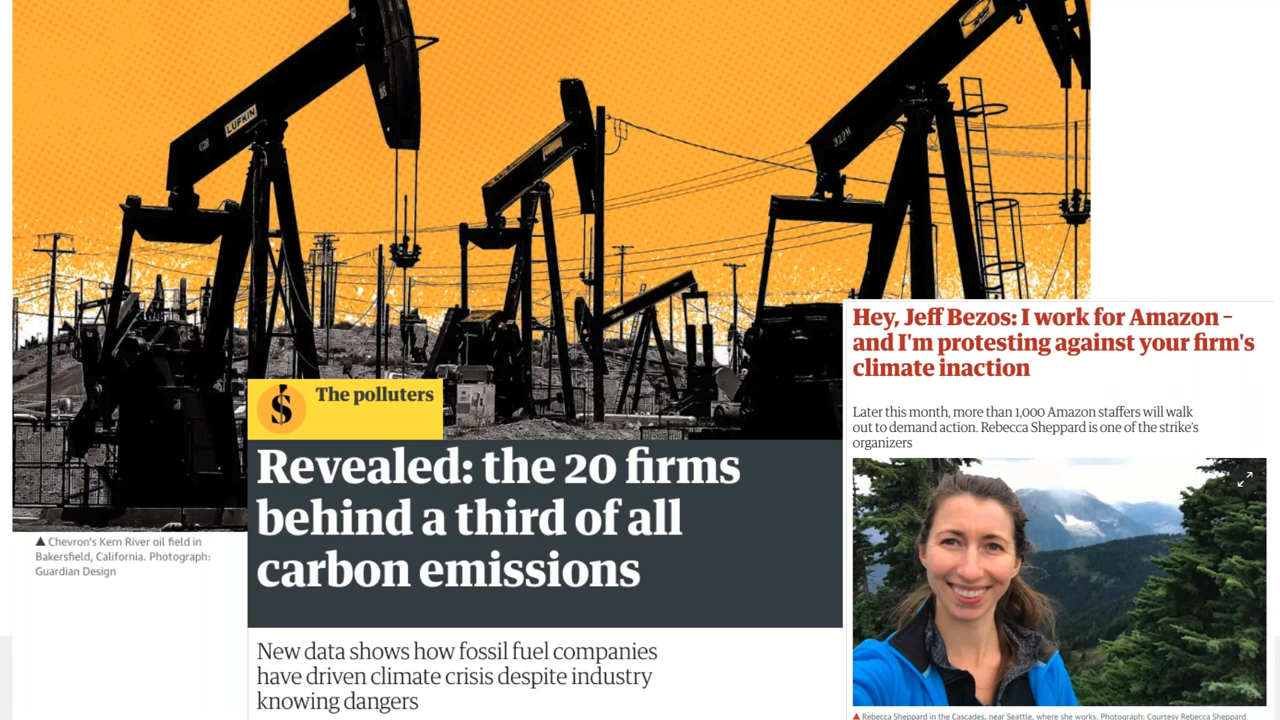 LUFKIN
322H
The polluters
$
Revealed: the 20 firms
behind a third of all
carbon emissions
▲ Chevron's Kern River oil field in
Bakersfield, California. Photograph:
Guardian Design
New data shows how fossil fuel companies
have driven climate crisis despite industry
knowing dangers
Hey, Jeff Bezos: I work for Amazon –
and I'm protesting against your firm's
climate inaction
Later this month, more than 1,000 Amazon staffers will walk
out to demand action. Rebecca Sheppard is one of the strike's
organizers
▲ Rebecca Sheppard in the Cascades, near Seattle, where she works. Photograph: Courtesy Rebecca Sheppard